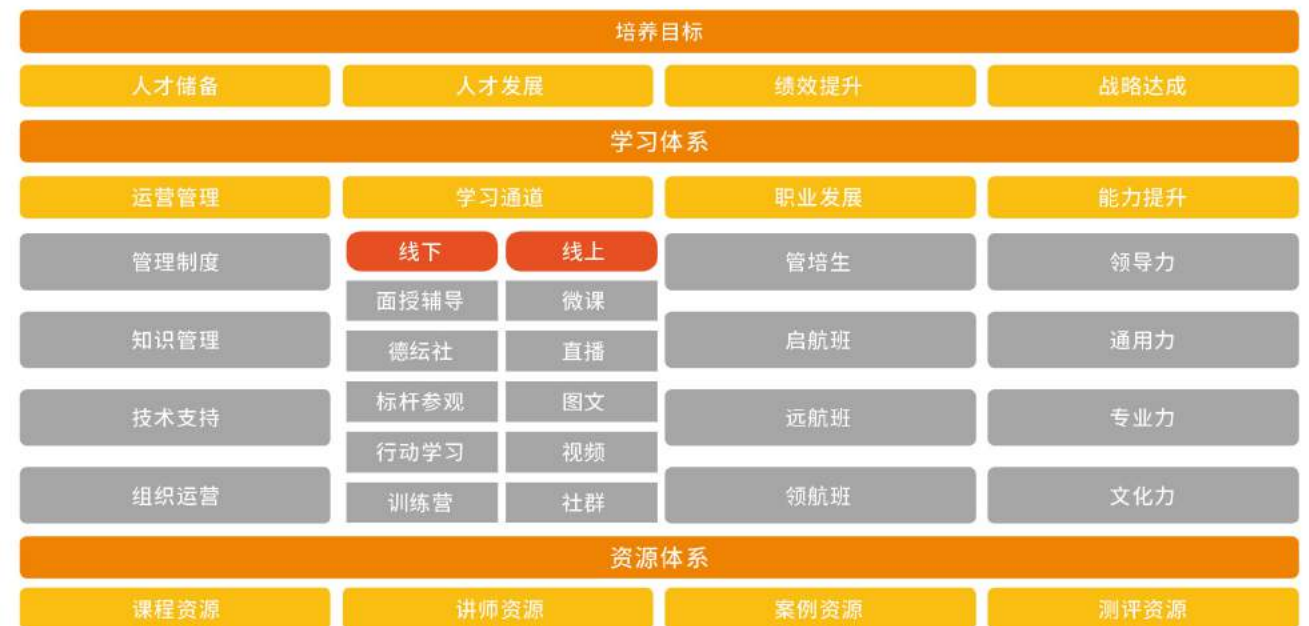 培养目标
人才储备 人才发展 绩效提升 战略达成
学习体系
运营管理 学习通道 职业发展 能力提升
管理制度 线下 线上 管培生 领导力
面授辅导 微课
知识管理 德纭社 直播 启航班 通用力
标杆参观 图文
技术支持 远航班 专业力
行动学习 视频
组织运营 训练营 社群 领航班 文化力
资源体系
课程资源 讲师资源 案例资源 测评资源